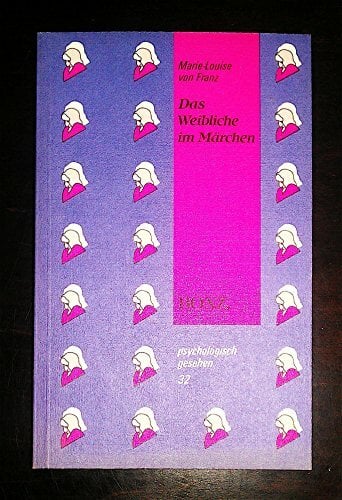 Marie-Louise
von Franz
Das
Weibliche
im Märchen
BONZ
psychologisch
gesehen
32